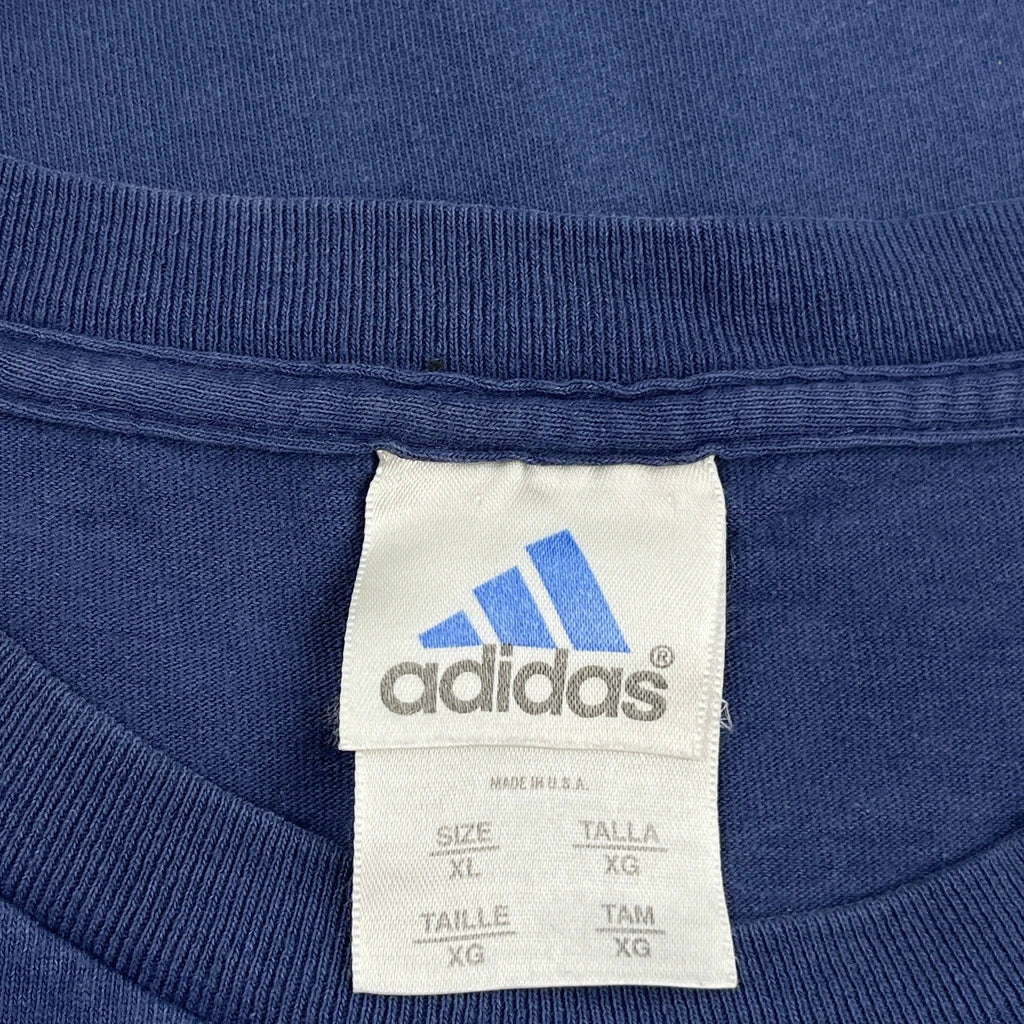 adidas®
MADE IN U.S.A.
SIZE TALLA
XL XG
TAILLE TAM
XG XG